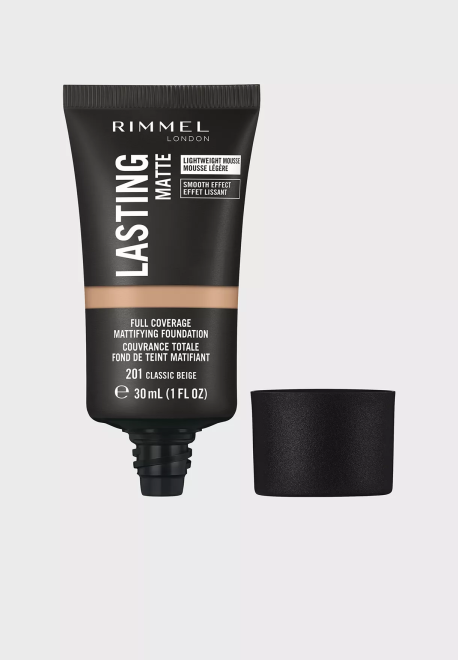 RIMMEL
LONDON
LASTING
MATTE
LIGHTWEIGHT MOUSSE
MOUSSE LÉGÈRE
SMOOTH EFFECT
EFFET LISSANT
FULL COVERAGE
MATTIFYING FOUNDATION
COUVRANCE TOTALE
FOND DE TEINT MATIFIANT
201 CLASSIC BEIGE
℮ 30 mL (1 FL OZ)